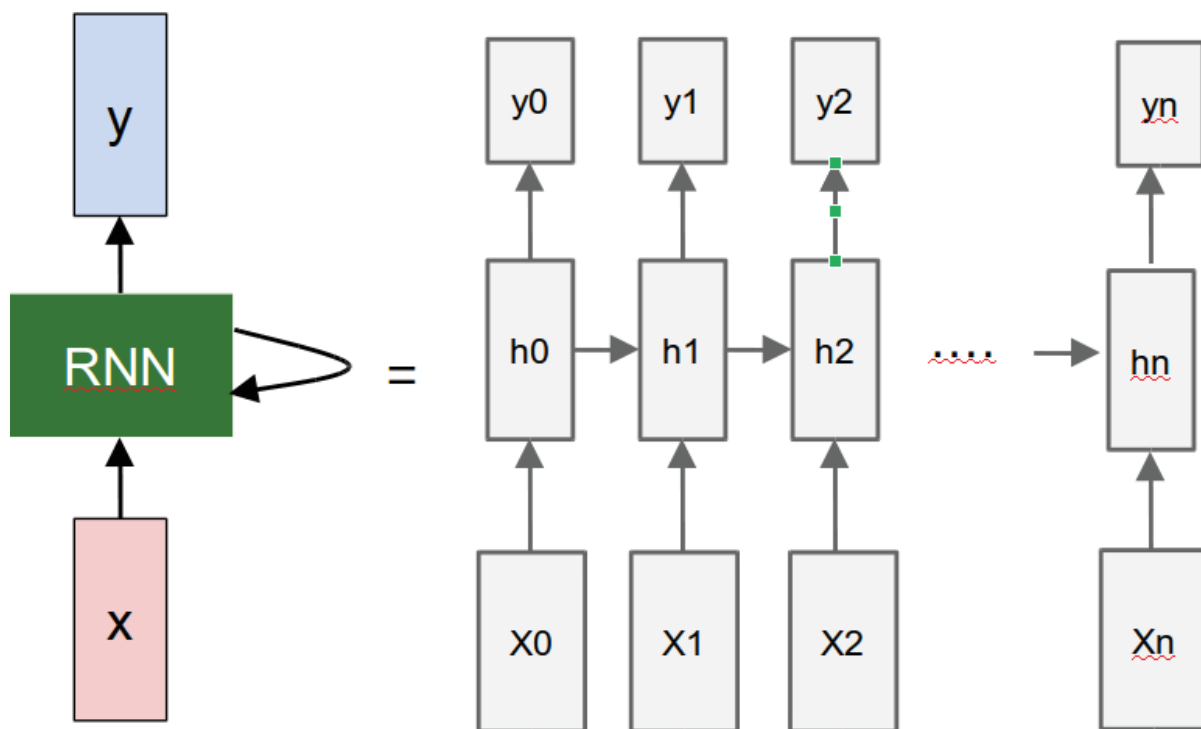 y
RNN
x
=
y0 y1 y2 yn
h0 h1 h2 .... hn
X0 X1 X2 Xn